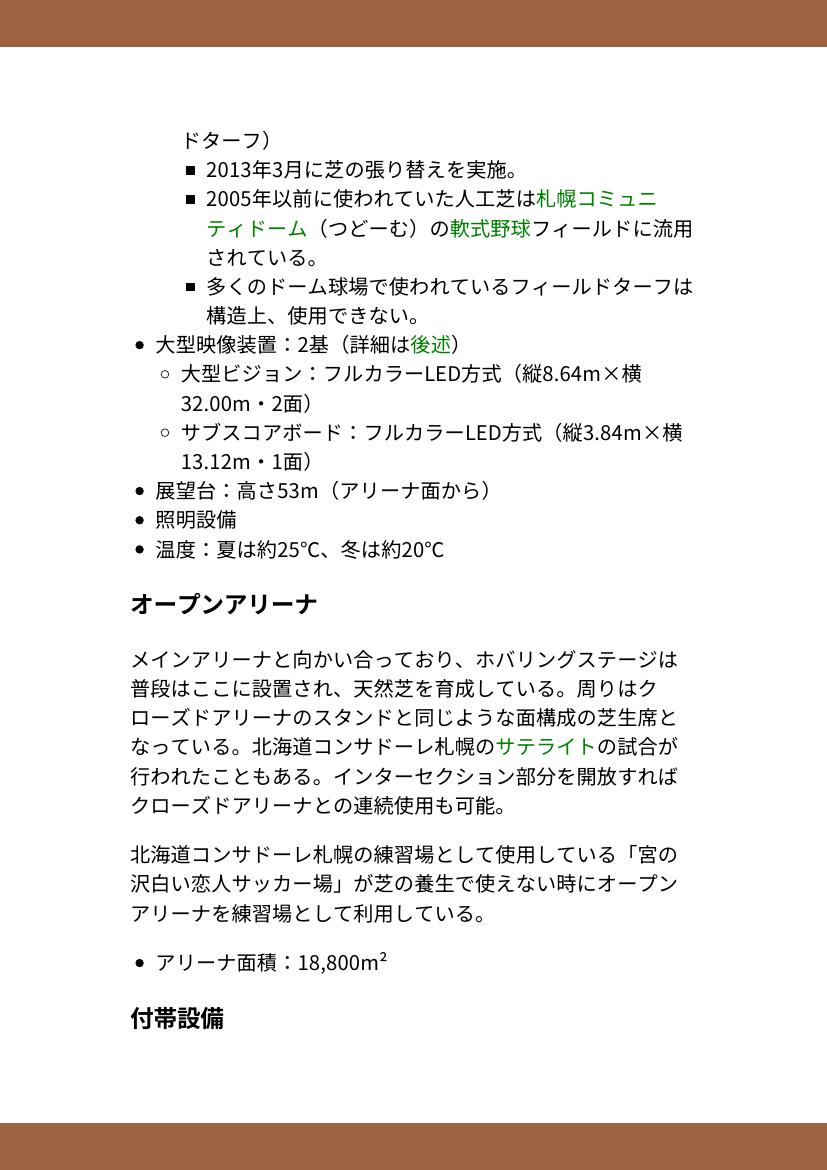 ドターフ）
■ 2013年3月に芝の張り替えを実施。
■ 2005年以前に使われていた人工芝は札幌コミュニ
ティドーム（つどーむ）の軟式野球フィールドに流用
されている。
■ 多くのドーム球場で使われているフィールドターフは
構造上、使用できない。
● 大型映像装置：2基（詳細は後述）
○ 大型ビジョン：フルカラーLED方式（縦8.64m×横
32.00m・2面）
○ サブスコアボード：フルカラーLED方式（縦3.84m×横
13.12m・1面）
● 展望台：高さ53m（アリーナ面から）
● 照明設備
● 温度：夏は約25℃、冬は約20℃
オープンアリーナ
メインアリーナと向かい合っており、ホバリングステージは
普段はここに設置され、天然芝を育成している。周りはク
ローズドアリーナのスタンドと同じような面構成の芝生席と
なっている。北海道コンサドーレ札幌のサテライトの試合が
行われたこともある。インターセクション部分を開放すれば
クローズドアリーナとの連続使用も可能。
北海道コンサドーレ札幌の練習場として使用している「宮の
沢白い恋人サッカー場」が芝の養生で使えない時にオープン
アリーナを練習場として利用している。
● アリーナ面積：18,800m²
付帯設備